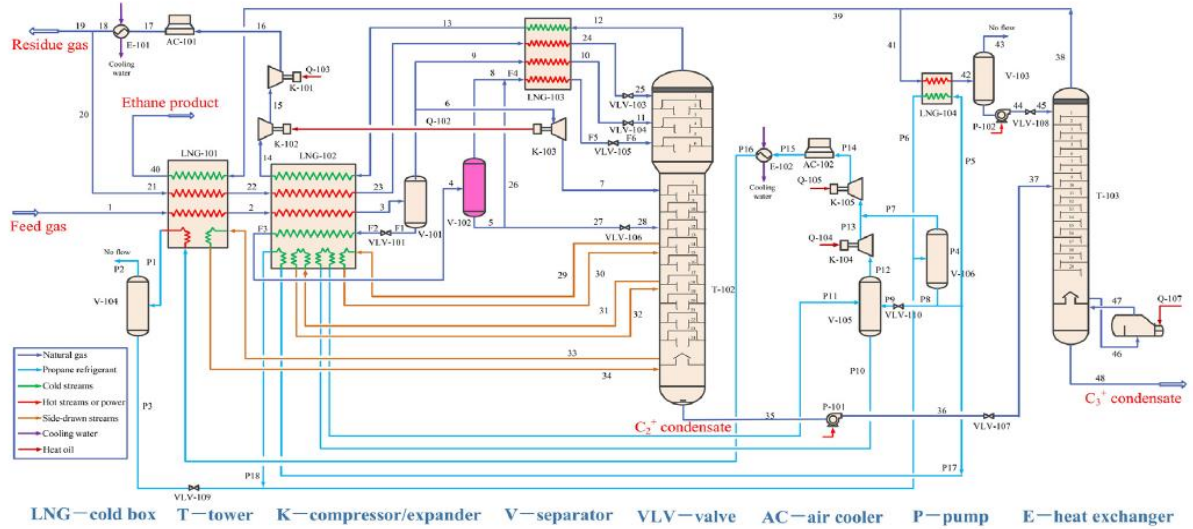 19 18 17 16 13 12 39 No flow
Residue gas E-101 AC-101 24 43
Cooling water Q-103 9 10 41 38
K-101 8 F4 LNG-103 25 42 V-103
Ethane product 15 6 VLV-103 11 LNG-104 44 45
20 Q-102 VLV-104 P-102 VLV-108
K-102 K-103 F5 F6 P6
LNG-101 14 LNG-102 VLV-105 P16 P15 P14 P5
40 E-102 AC-102
21 22 23 4 26 7 Cooling water Q-105 K-105 37
Feed gas 1 2 3 V-102 P7 T-103
F3 F2 F1 V-101 5 27 28 P13
VLV-101 VLV-106 Q-104 K-104 P4
No flow P2 P1 29 30 T-102 P12 V-106
V-104 31 32 P11 P9 P8 47 Q-107
V-105 VLV-110
33 46
34 P10
Natural gas
Propane refrigerant
Cold streams
Hot streams or power
Side-drawn streams
Cooling water
Heat oil
P3 48
35 P-101 36 C₃⁺ condensate
C₂⁺ condensate VLV-107
P18 P17
VLV-109
LNG—cold box T—tower K—compressor/expander V—separator VLV—valve AC—air cooler P—pump E—heat exchanger